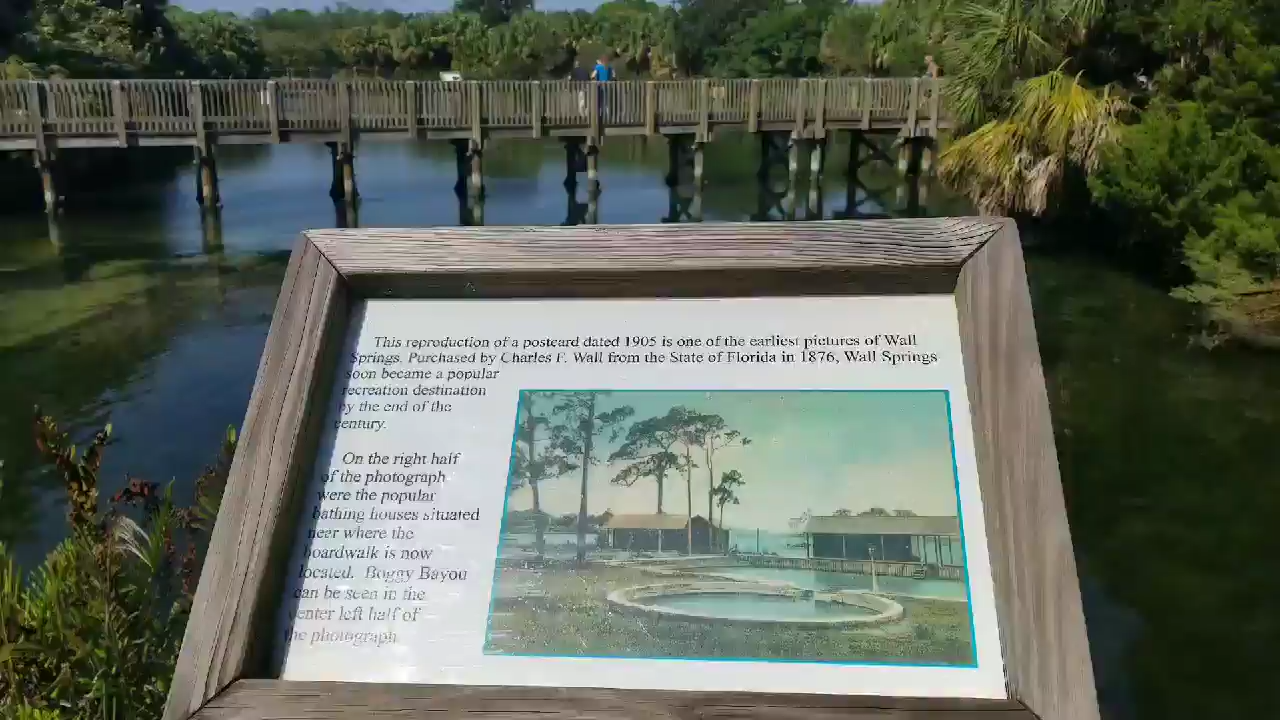 This reproduction of a postcard dated 1905 is one of the earliest pictures of Wall
Springs. Purchased by Charles F. Wall from the State of Florida in 1876, Wall Springs
soon became a popular
recreation destination
by the end of the
century.
On the right half
of the photograph
were the popular
bathing houses situated
neer where the
boardwalk is now
located. Boggy Bayou
can be seen in the
center left half of
the photograph